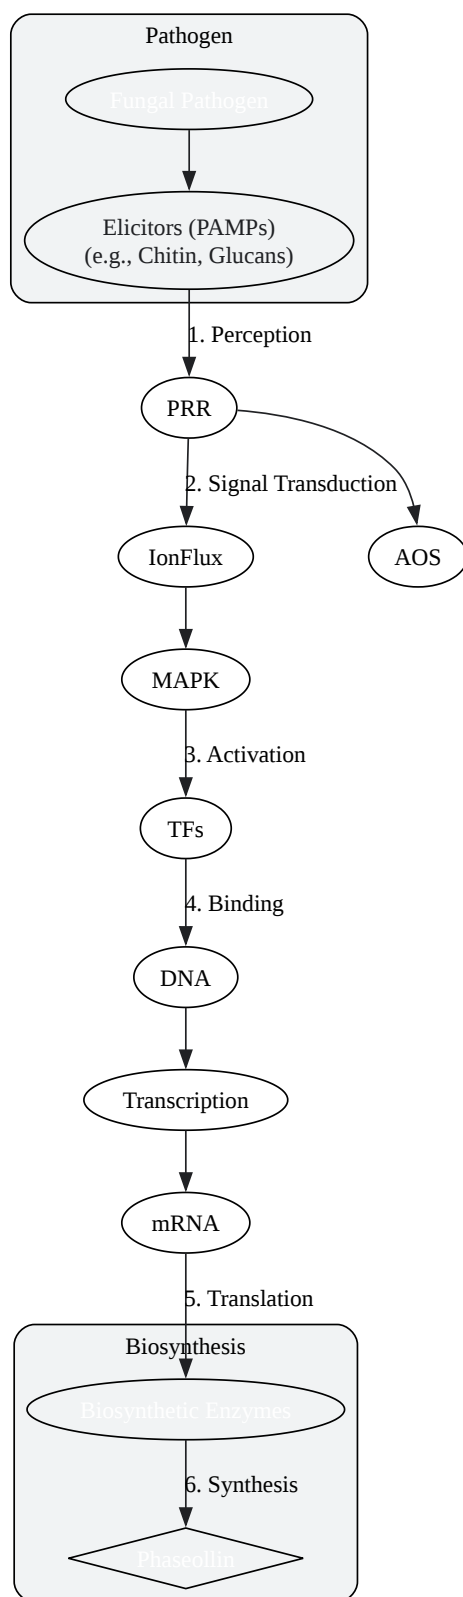 Pathogen
Fungal Pathogen
Elicitors (PAMPs)
(e.g., Chitin, Glucans)
1. Perception
PRR
2. Signal Transduction
IonFlux
AOS
MAPK
3. Activation
TFs
4. Binding
DNA
Transcription
mRNA
5. Translation
Biosynthesis
Biosynthetic Enzymes
6. Synthesis
Phaseollin